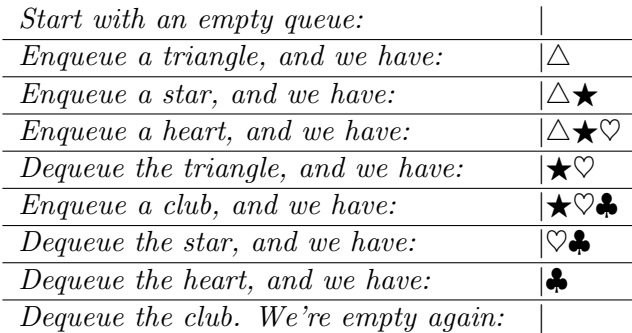 Start with an empty queue: |
Enqueue a triangle, and we have: |△
Enqueue a star, and we have: |△★
Enqueue a heart, and we have: |△★♡
Dequeue the triangle, and we have: |★♡
Enqueue a club, and we have: |★♡♣
Dequeue the star, and we have: |♡♣
Dequeue the heart, and we have: |♣
Dequeue the club. We're empty again: |